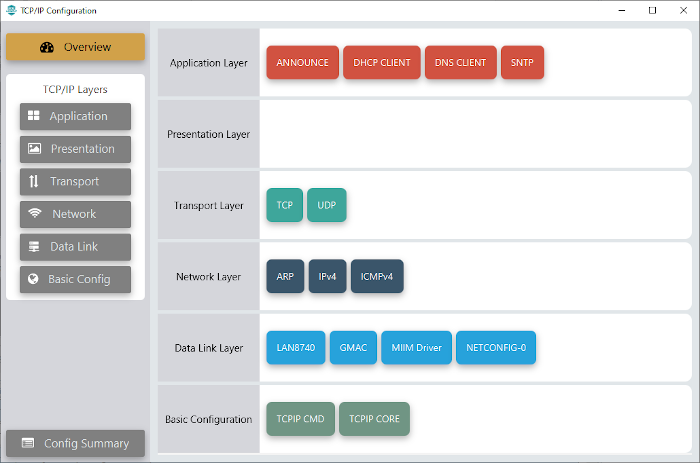 TCP/IP Configuration
Overview
TCP/IP Layers
Application
Presentation
Transport
Network
Data Link
Basic Config
Config Summary
Application Layer
ANNOUNCE DHCP CLIENT DNS CLIENT SNTP
Presentation Layer
Transport Layer
TCP UDP
Network Layer
ARP IPv4 ICMPv4
Data Link Layer
LAN8740 GMAC MIIM Driver NETCONFIG-0
Basic Configuration
TCPIP CMD TCPIP CORE